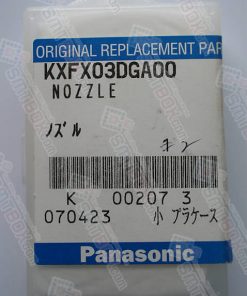 ORIGINAL REPLACEMENT PAR
KXFX03DGA00
NOZZLE
ノズル
K 00207 3
070423 小 プラケース
Panasonic